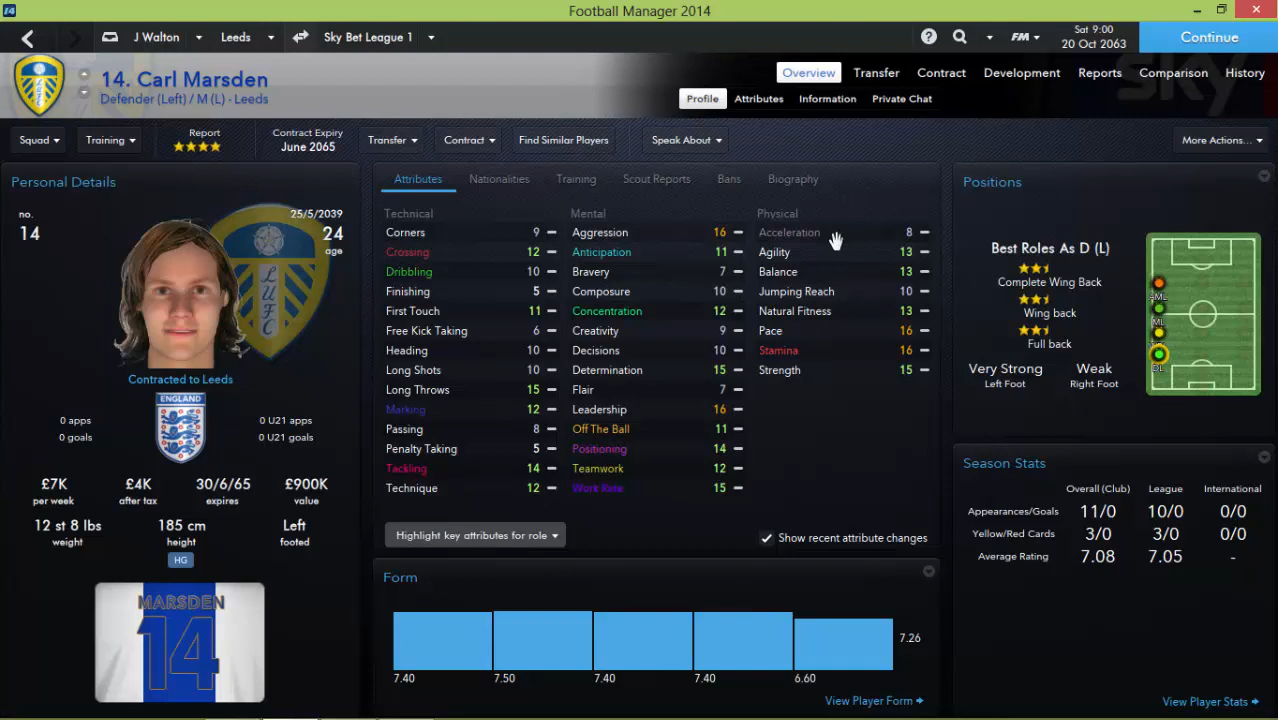 Football Manager 2014
J Walton Leeds Sky Bet League 1
FM
Sat 9:00
20 Oct 2063
Continue
14. Carl Marsden
Defender (Left) / M (L) - Leeds
Overview Transfer Contract Development Reports Comparison History
Profile Attributes Information Private Chat
Squad Training Report Contract Expiry June 2065 Transfer Contract Find Similar Players Speak About More Actions...
Personal Details
no.
14
25/5/2039
24
age
LUFC
Contracted to Leeds
ENGLAND
0 apps 0 U21 apps
0 goals 0 U21 goals
£7K £4K 30/6/65 £900K
per week after tax expires value
12 st 8 lbs 185 cm Left
weight height footed
HG
MARSDEN
14
Attributes Nationalities Training Scout Reports Bans Biography
Technical Mental Physical
Corners 9 Aggression 16 Acceleration 8
Crossing 12 Anticipation 11 Agility 13
Dribbling 10 Bravery 7 Balance 13
Finishing 5 Composure 10 Jumping Reach 10
First Touch 11 Concentration 12 Natural Fitness 13
Free Kick Taking 6 Creativity 9 Pace 16
Heading 10 Decisions 10 Stamina 16
Long Shots 10 Determination 15 Strength 15
Long Throws 15 Flair 7
Marking 12 Leadership 16
Passing 8 Off The Ball 11
Penalty Taking 5 Positioning 14
Tackling 14 Teamwork 12
Technique 12 Work Rate 15
Highlight key attributes for role
Show recent attribute changes
Form
7.26
7.40 7.50 7.40 7.40 6.60
View Player Form
Positions
Best Roles As D (L)
Complete Wing Back
Wing back
Full back
Very Strong Weak
Left Foot Right Foot
AML
ML
DL
Season Stats
Overall (Club) League International
Appearances/Goals 11/0 10/0 0/0
Yellow/Red Cards 3/0 3/0 0/0
Average Rating 7.08 7.05 -
View Player Stats